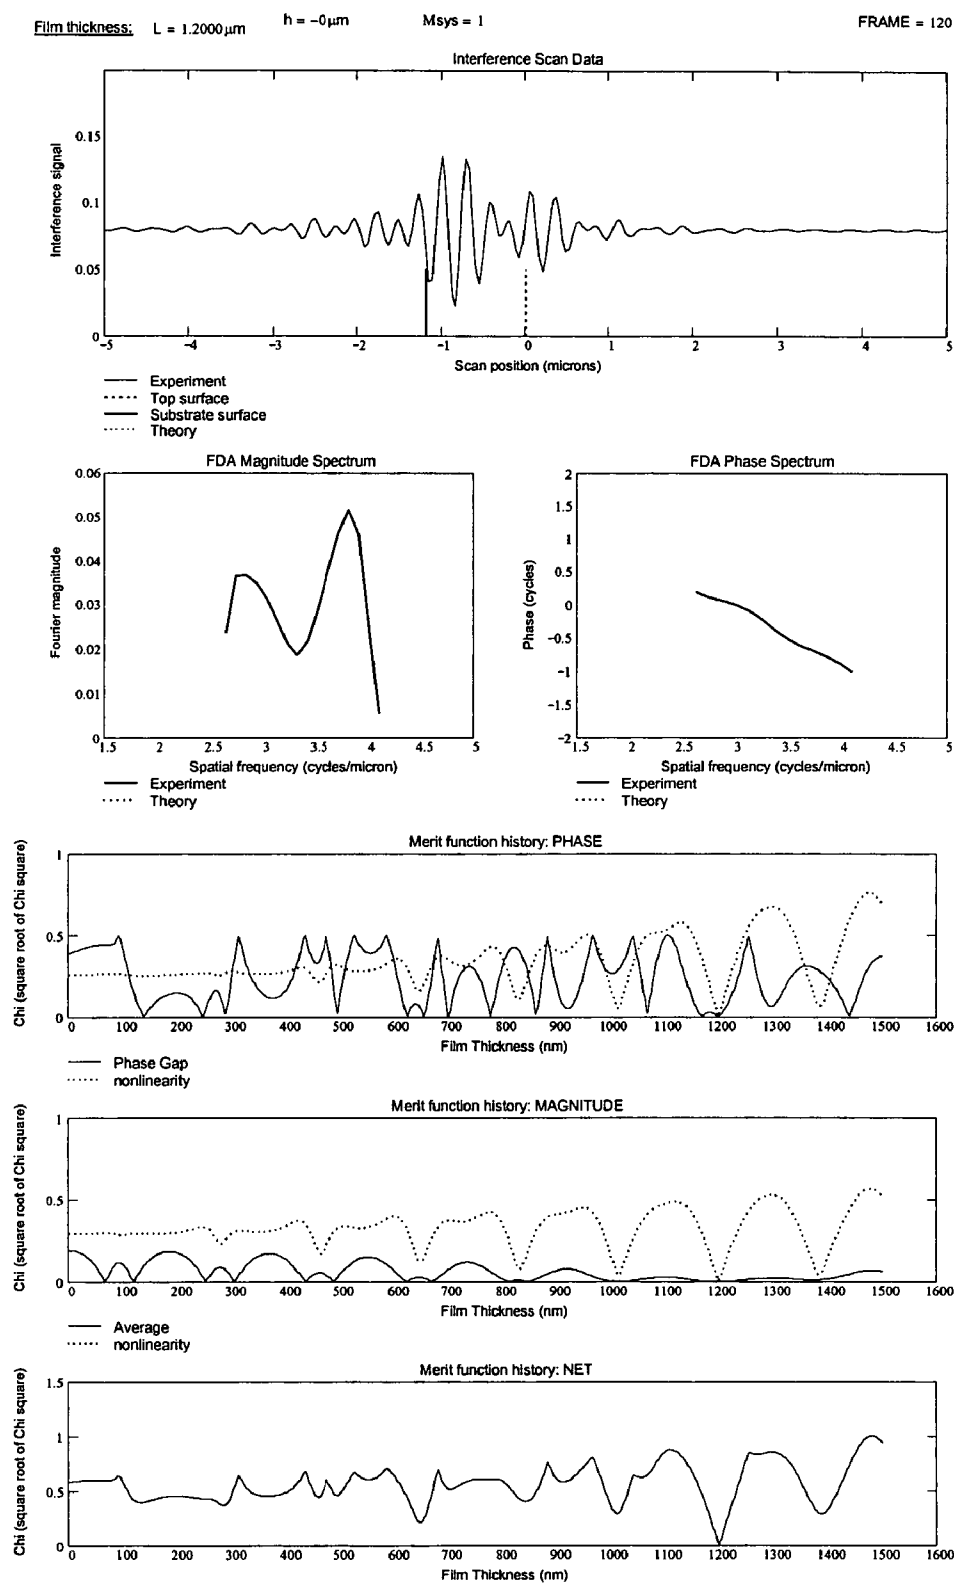 Film thickness: L = 1.2000μm h = −0μm Msys = 1 FRAME = 120
Interference Scan Data
Interference signal
0.15
0.1
0.05
0
−5 −4 −3 −2 −1 0 1 2 3 4 5
Scan position (microns)
Experiment
Top surface
Substrate surface
Theory
FDA Magnitude Spectrum
Fourier magnitude
0.06
0.05
0.04
0.03
0.02
0.01
0
1.5 2 2.5 3 3.5 4 4.5 5
Spatial frequency (cycles/micron)
Experiment
Theory
FDA Phase Spectrum
Phase (cycles)
2
1.5
1
0.5
0
−0.5
−1
−1.5
−2
1.5 2 2.5 3 3.5 4 4.5 5
Spatial frequency (cycles/micron)
Experiment
Theory
Merit function history: PHASE
Chi (square root of Chi square)
1
0.5
0
0 100 200 300 400 500 600 700 800 900 1000 1100 1200 1300 1400 1500 1600
Film Thickness (nm)
Phase Gap
nonlinearity
Merit function history: MAGNITUDE
Chi (square root of Chi square)
1
0.5
0
0 100 200 300 400 500 600 700 800 900 1000 1100 1200 1300 1400 1500 1600
Film Thickness (nm)
Average
nonlinearity
Merit function history: NET
Chi (square root of Chi square)
1.5
1
0.5
0
0 100 200 300 400 500 600 700 800 900 1000 1100 1200 1300 1400 1500 1600
Film Thickness (nm)